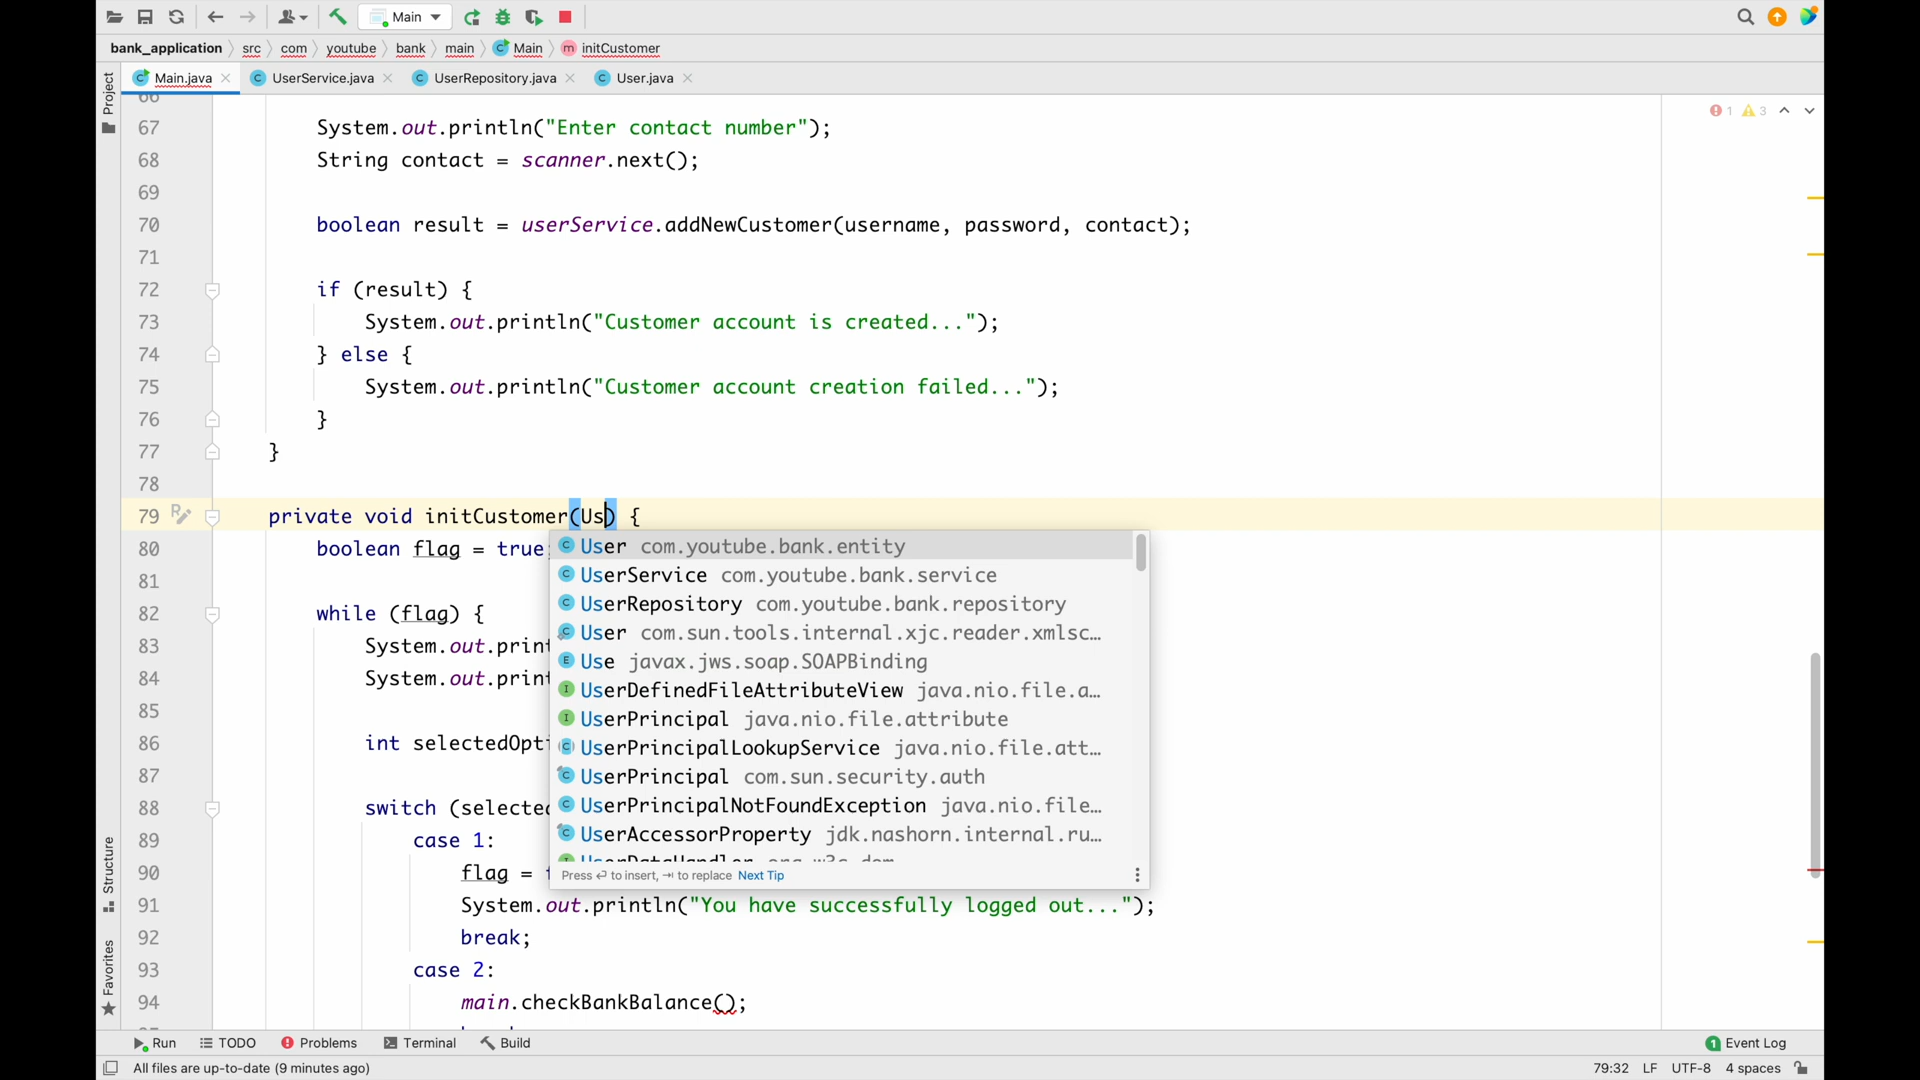 Main
bank_application src com youtube bank main Main initCustomer
Project
Main.java UserService.java UserRepository.java User.java
66
1 3
67 System.out.println("Enter contact number");
68 String contact = scanner.next();
69
70 boolean result = userService.addNewCustomer(username, password, contact);
71
72 if (result) {
73 System.out.println("Customer account is created...");
74 } else {
75 System.out.println("Customer account creation failed...");
76 }
77 }
78
79 private void initCustomer(Us) {
80 boolean flag = true;
81
82 while (flag) {
83 System.out.print
84 System.out.print
85
86 int selectedOpti
87
88 switch (selected
89 case 1:
90 flag =
91 System.out.println("You have successfully logged out...");
92 break;
93 case 2:
94 main.checkBankBalance();
User com.youtube.bank.entity
UserService com.youtube.bank.service
UserRepository com.youtube.bank.repository
User com.sun.tools.internal.xjc.reader.xmlsc…
Use javax.jws.soap.SOAPBinding
UserDefinedFileAttributeView java.nio.file.a…
UserPrincipal java.nio.file.attribute
UserPrincipalLookupService java.nio.file.att…
UserPrincipal com.sun.security.auth
UserPrincipalNotFoundException java.nio.file…
UserAccessorProperty jdk.nashorn.internal.ru…
UserDataHandler org.w3c.dom
Press ⏎ to insert, ⇥ to replace Next Tip
Structure
Favorites
Run TODO Problems Terminal Build 1 Event Log
All files are up-to-date (9 minutes ago) 79:32 LF UTF-8 4 spaces